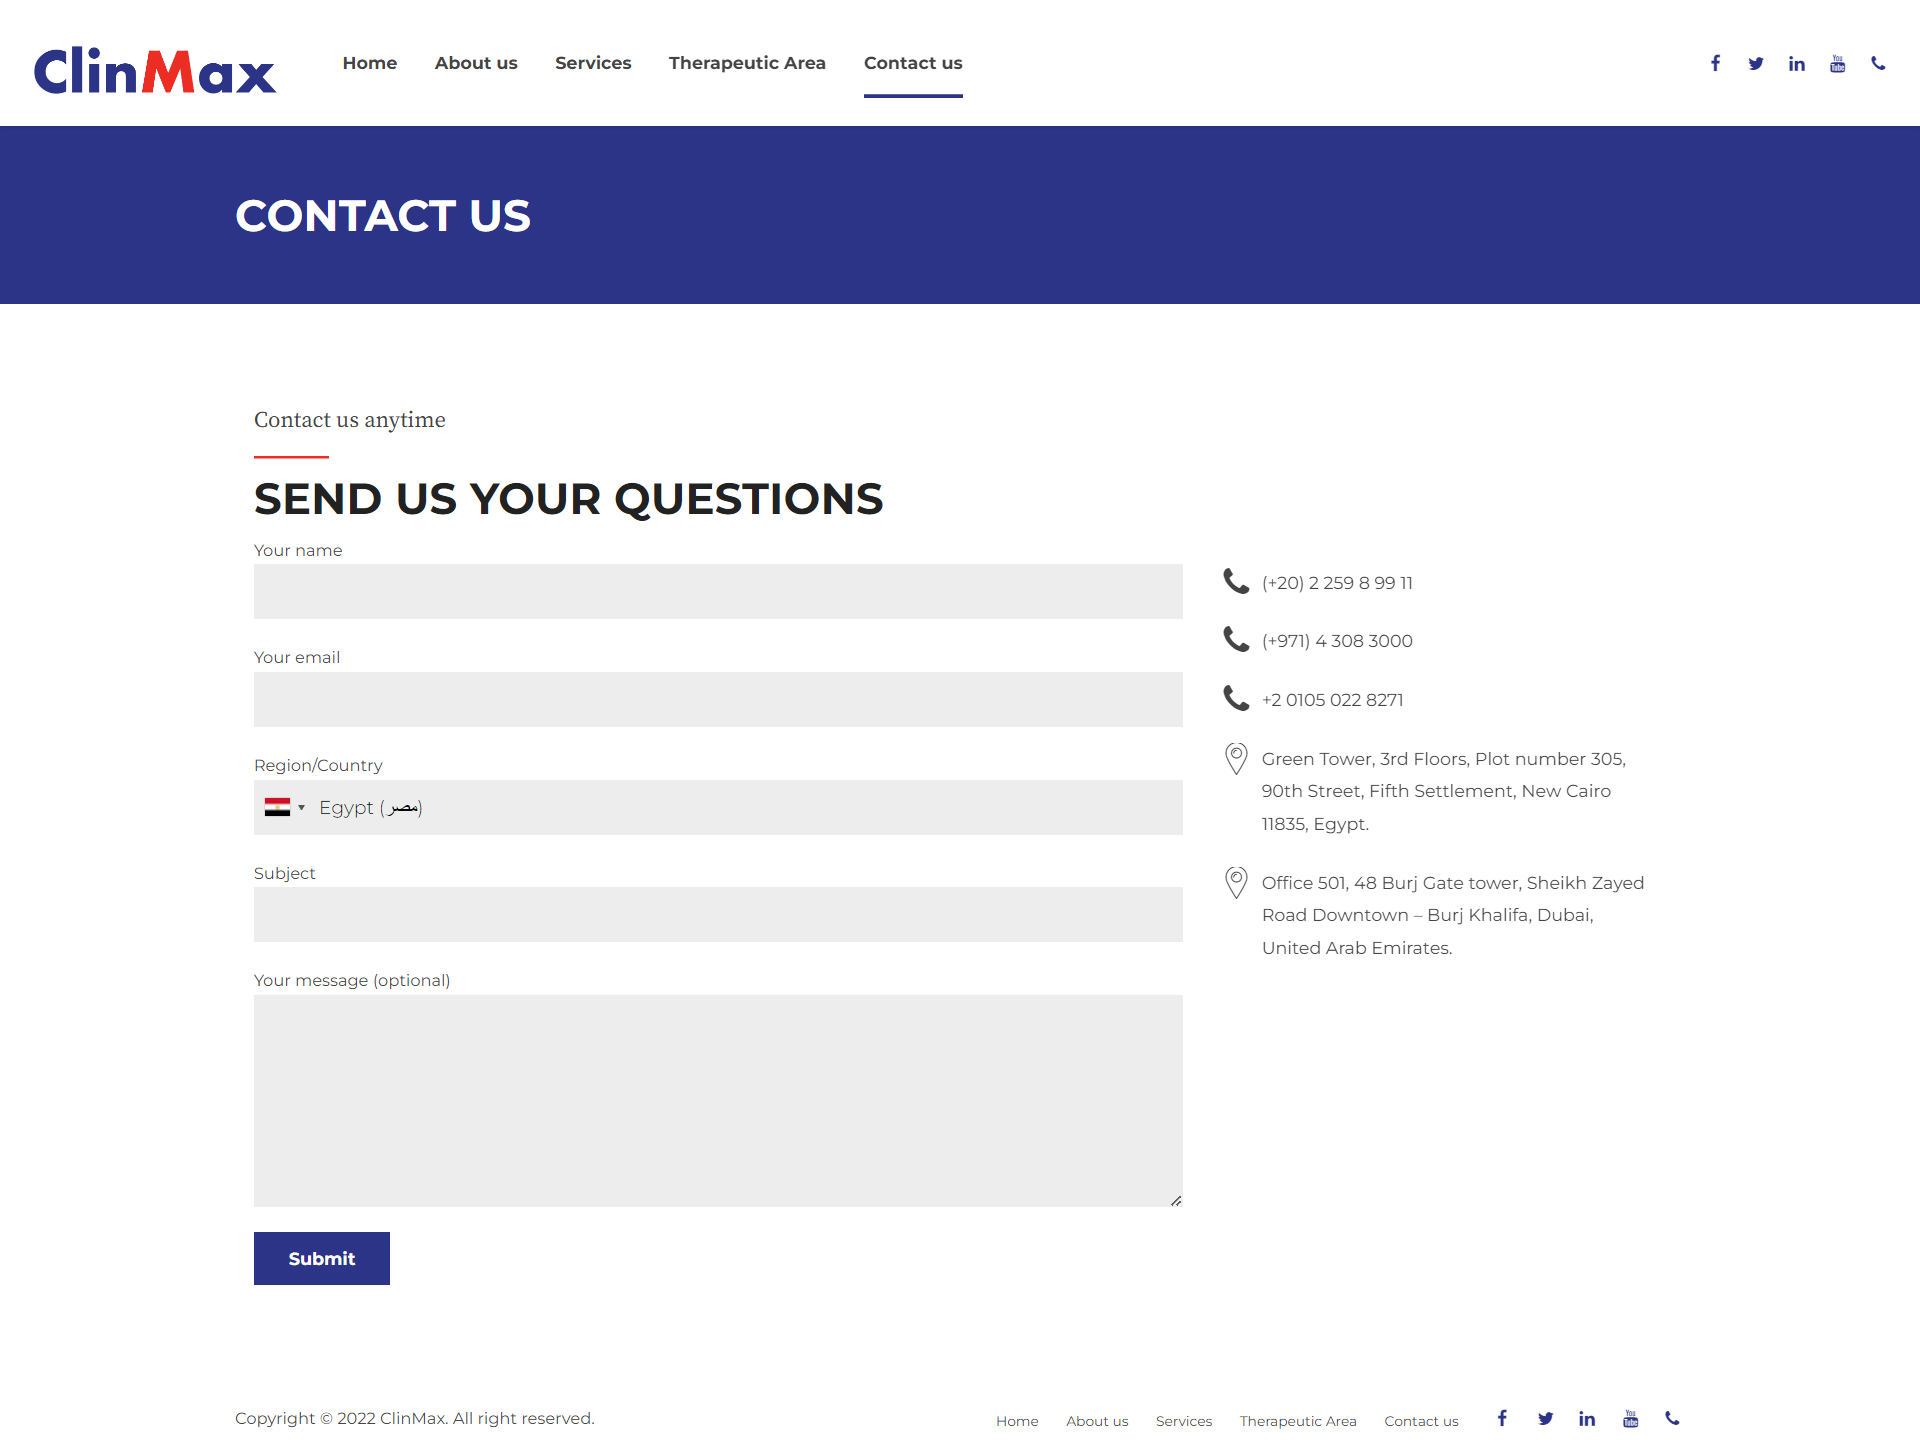 ClinMax
Home About us Services Therapeutic Area Contact us
CONTACT US
Contact us anytime
SEND US YOUR QUESTIONS
Your name
Your email
Region/Country
Egypt (‫مصر‬‎)
Subject
Your message (optional)
Submit
(+20) 2 259 8 99 11
(+971) 4 308 3000
+2 0105 022 8271
Green Tower, 3rd Floors, Plot number 305,
90th Street, Fifth Settlement, New Cairo
11835, Egypt.
Office 501, 48 Burj Gate tower, Sheikh Zayed
Road Downtown – Burj Khalifa, Dubai,
United Arab Emirates.
Copyright © 2022 ClinMax. All right reserved.
Home About us Services Therapeutic Area Contact us